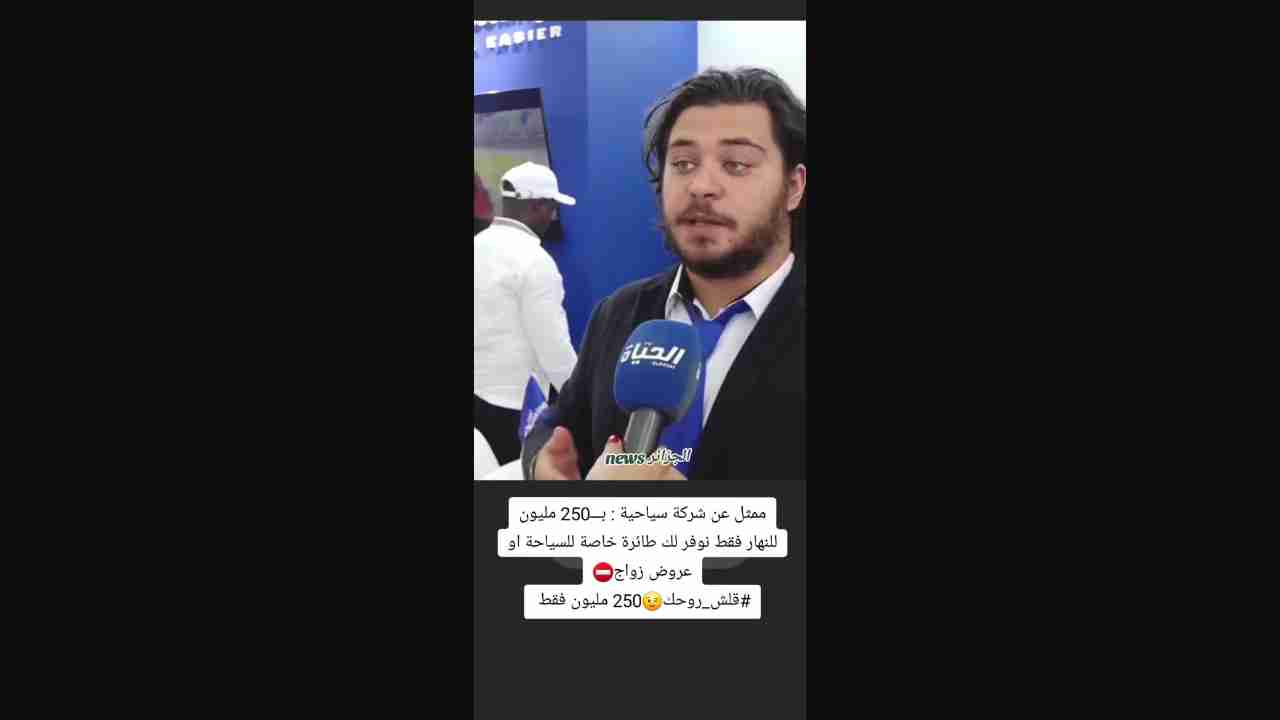 EASIER
الحياة
الجزائر news
ممثل عن شركة سياحية : بـ250 مليون
للنهار فقط نوفر لك طائرة خاصة للسياحة او
عروض زواج⛔
#قلش_روحك😉250 مليون فقط